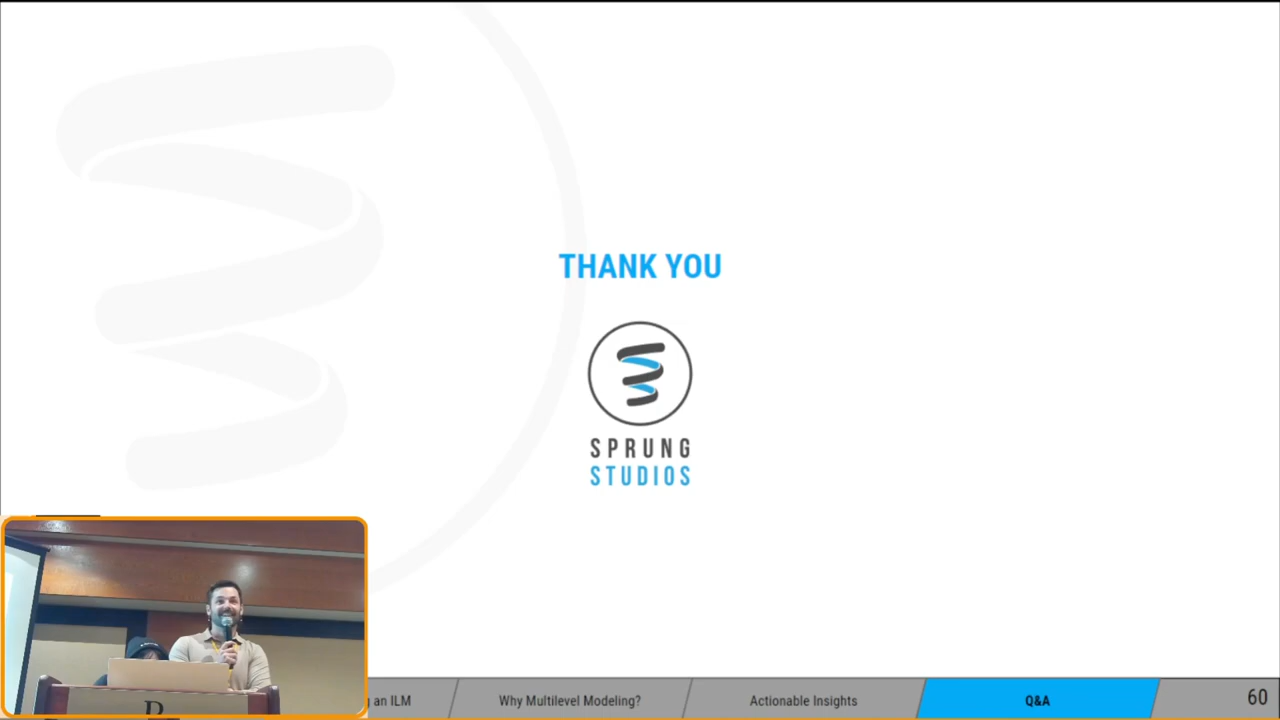 THANK YOU
SPRUNG
STUDIOS
an ILM
Why Multilevel Modeling?
Actionable Insights
Q&A
60